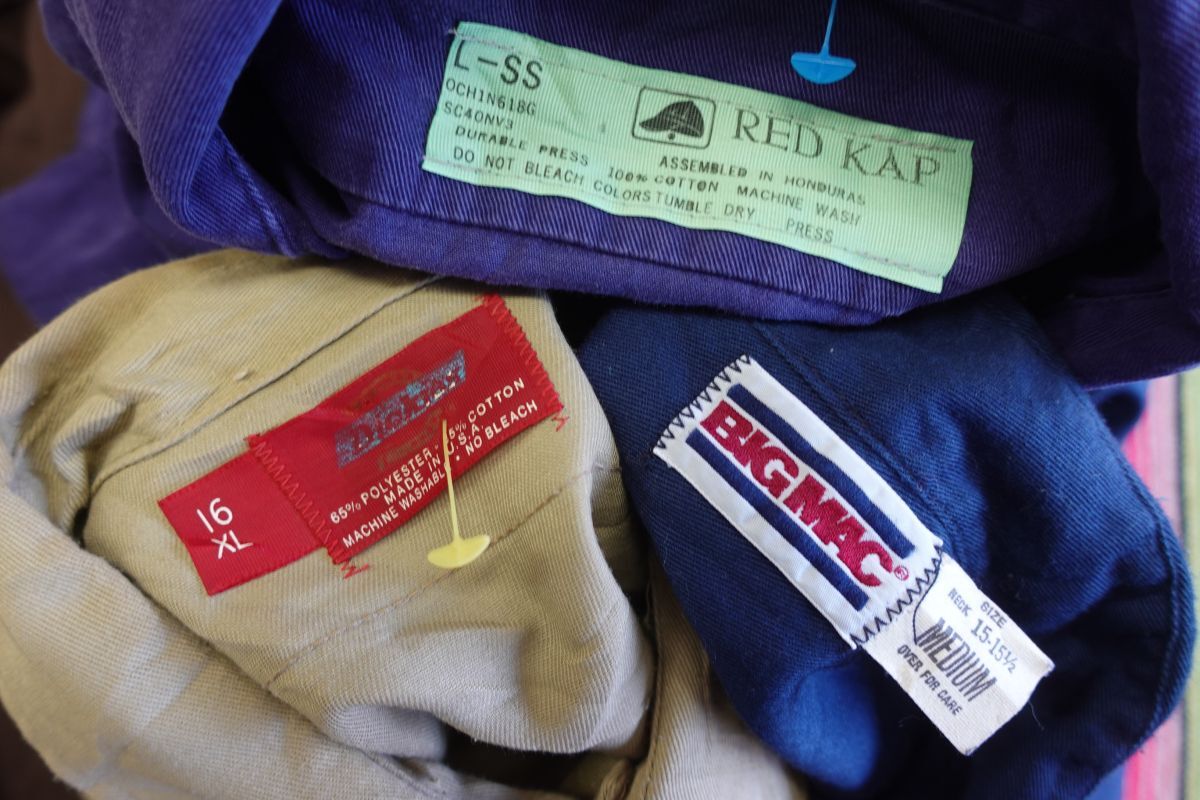 L-SS
OCH1N618G
SC40NV3
DURABLE PRESS
DO NOT BLEACH COLORS TUMBLE DRY PRESS
RED KAP
ASSEMBLED IN HONDURAS
100% COTTON MACHINE WASH
16
XL
65% POLYESTER, 35% COTTON
MADE IN U.S.A.
MACHINE WASHABLE • NO BLEACH
BIG MAC®
SIZE
NECK 15-15½
MEDIUM
OVER FOR CARE